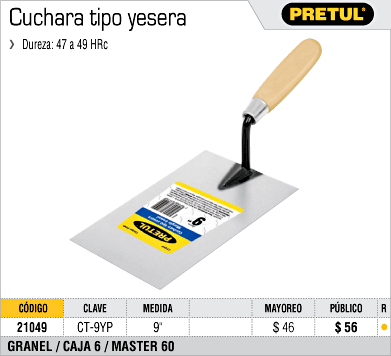 Cuchara tipo yesera
PRETUL®
› Dureza: 47 a 49 HRc
9"
PRETUL
CÓDIGO CLAVE MEDIDA MAYOREO PÚBLICO R
21049 CT-9YP 9" $ 46 $ 56 ●
GRANEL / CAJA 6 / MASTER 60